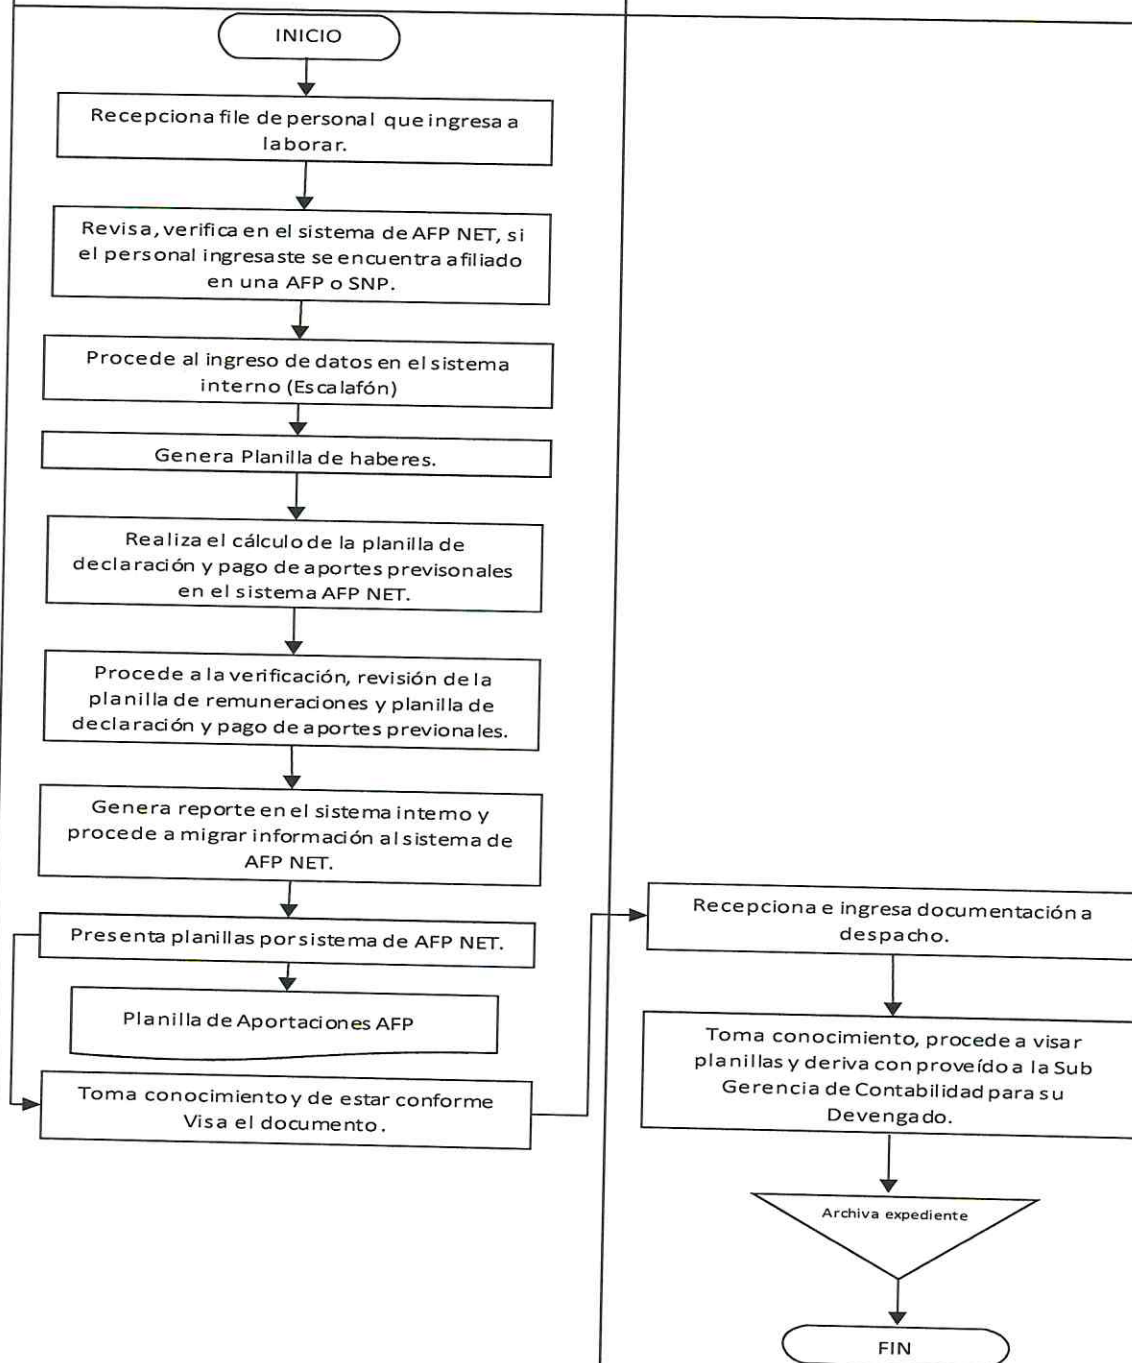 INICIO
Recepciona file de personal que ingresa a
laborar.
Revisa, verifica en el sistema de AFP NET, si
el personal ingresaste se encuentra afiliado
en una AFP o SNP.
Procede al ingreso de datos en el sistema
interno (Escalafón)
Genera Planilla de haberes.
Realiza el cálculo de la planilla de
declaración y pago de aportes previsonales
en el sistema AFP NET.
Procede a la verificación, revisión de la
planilla de remuneraciones y planilla de
declaración y pago de aportes previonales.
Genera reporte en el sistema interno y
procede a migrar información al sistema de
AFP NET.
Presenta planillas por sistema de AFP NET.
Planilla de Aportaciones AFP
Toma conocimiento y de estar conforme
Visa el documento.
Recepciona e ingresa documentación a
despacho.
Toma conocimiento, procede a visar
planillas y deriva con proveído a la Sub
Gerencia de Contabilidad para su
Devengado.
Archiva expediente
FIN